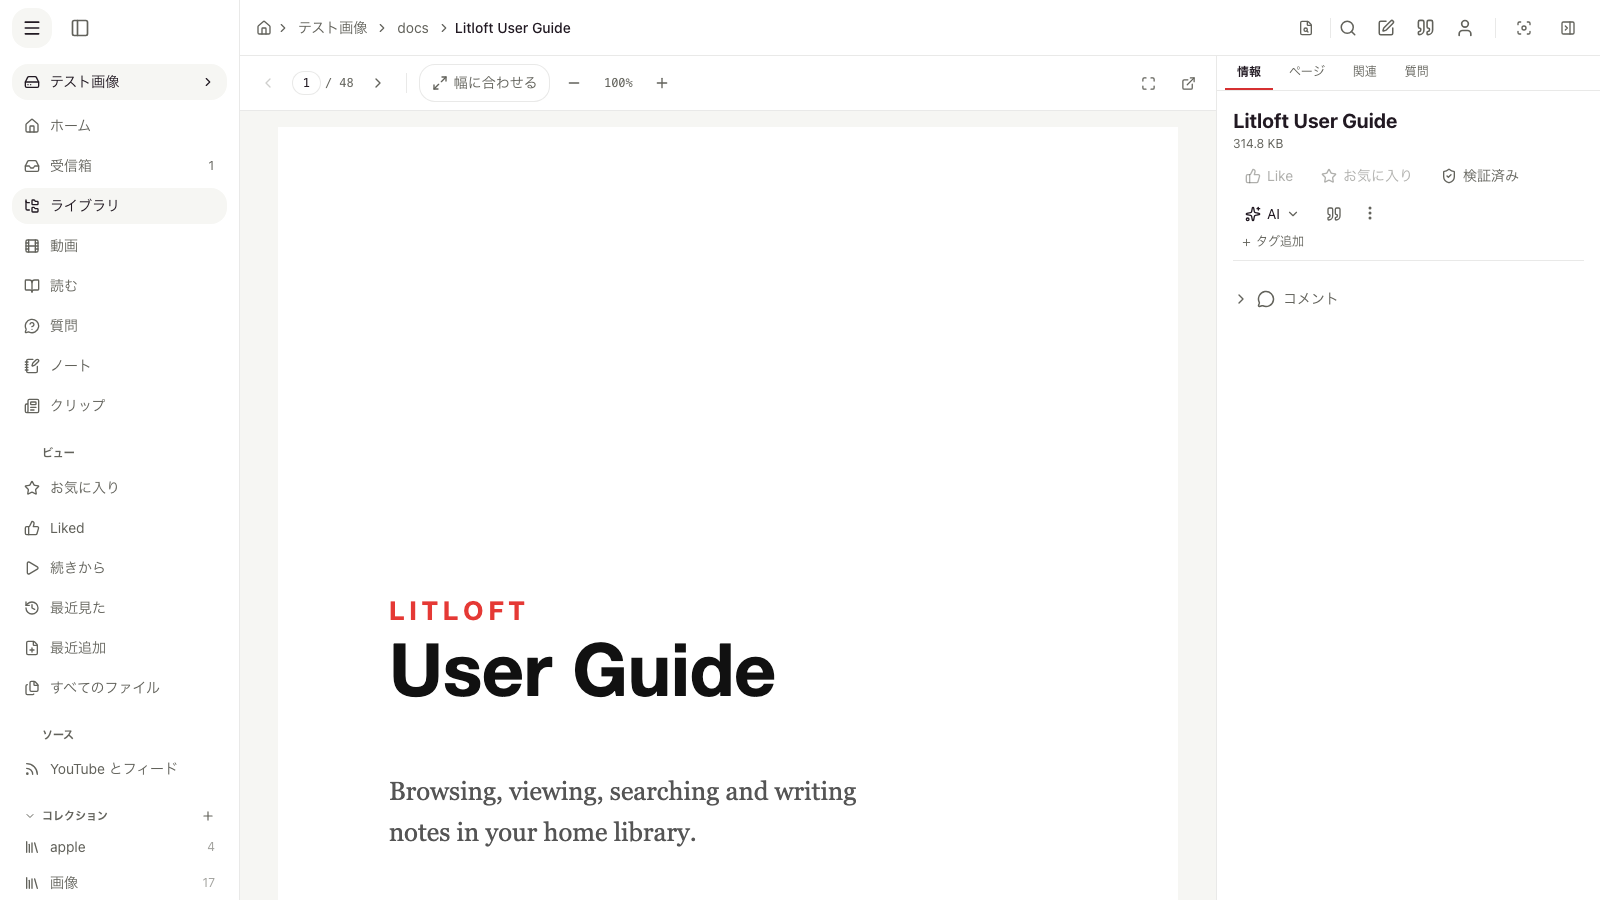 テスト画像
ホーム
受信箱 1
ライブラリ
動画
読む
質問
ノート
クリップ
ビュー
お気に入り
Liked
続きから
最近見た
最近追加
すべてのファイル
ソース
YouTube とフィード
コレクション
apple 4
画像 17
テスト画像 docs Litloft User Guide
1 / 48 幅に合わせる 100%
LITLOFT
User Guide
Browsing, viewing, searching and writing
notes in your home library.
情報 ページ 関連 質問
Litloft User Guide
314.8 KB
Like お気に入り 検証済み
AI
+ タグ追加
コメント